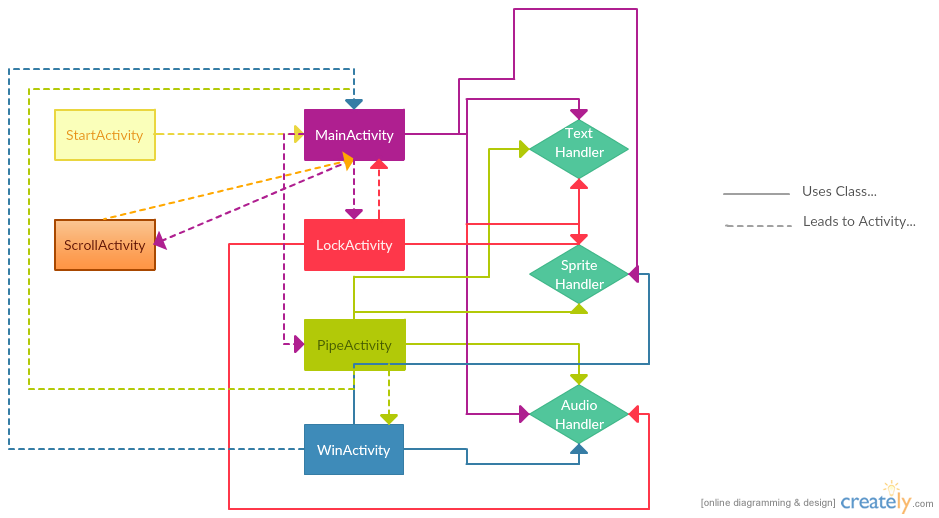 StartActivity
MainActivity
Text
Handler
Uses Class...
Leads to Activity...
ScrollActivity
LockActivity
Sprite
Handler
PipeActivity
Audio
Handler
WinActivity
[online diagramming & design] creately.com